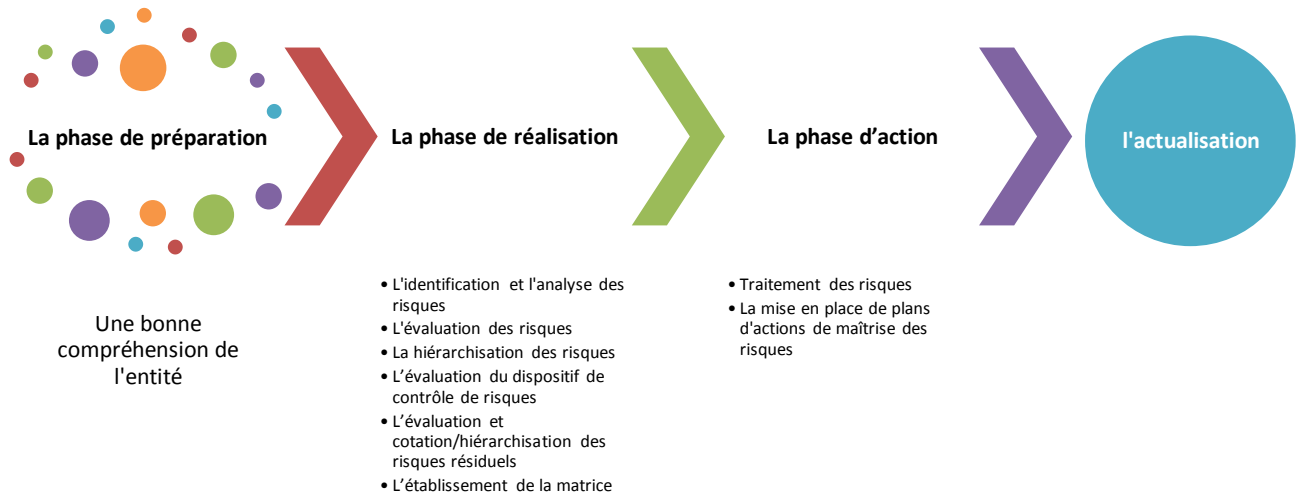 La phase de préparation
La phase de réalisation
La phase d’action
l'actualisation
Une bonne
compréhension de
l'entité
• L'identification et l'analyse des
risques
• L'évaluation des risques
• La hiérarchisation des risques
• L’évaluation du dispositif de
contrôle de risques
• L’évaluation et
cotation/hiérarchisation des
risques résiduels
• L’établissement de la matrice
• Traitement des risques
• La mise en place de plans
d'actions de maîtrise des
risques